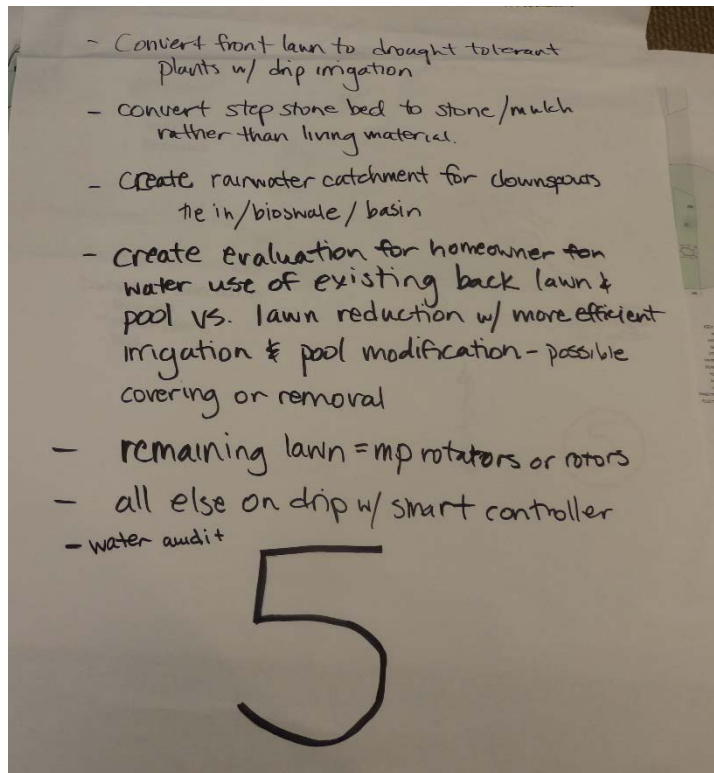 - Convert front lawn to drought tolerant
plants w/ drip irrigation
- convert step stone bed to stone/mulch
rather than living material.
- Create rainwater catchment for downspouts
tie in/bioswale/basin
- create evaluation for homeowner for
water use of existing back lawn &
pool vs. lawn reduction w/ more efficient
irrigation & pool modification - possible
covering or removal
- remaining lawn = mp rotators or rotors
- all else on drip w/ smart controller
- water audit
5